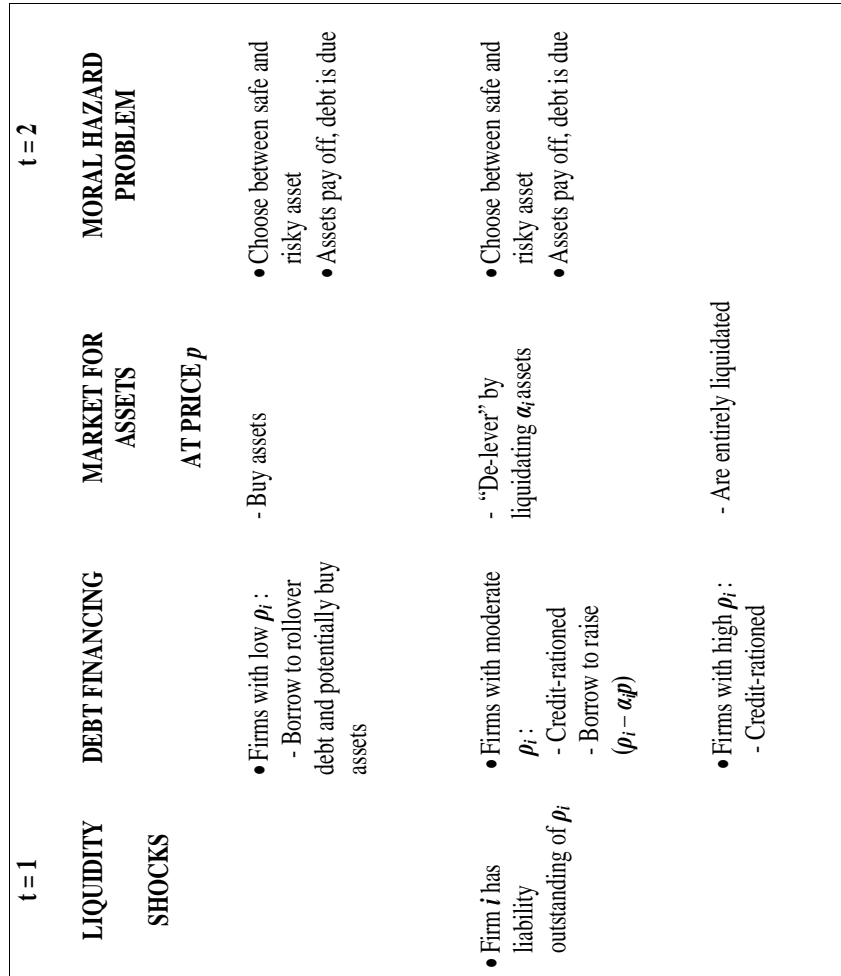 t = 1
t = 2
LIQUIDITY
SHOCKS
DEBT FINANCING
MARKET FOR
ASSETS
AT PRICE p
MORAL HAZARD
PROBLEM
• Firms with low ρi :
- Borrow to rollover
debt and potentially buy
assets
- Buy assets
• Choose between safe and
risky asset
• Assets pay off, debt is due
• Firm i has
liability
outstanding of ρi
• Firms with moderate
ρi :
- Credit-rationed
- Borrow to raise
(ρi – αip)
- “De-lever” by
liquidating αi assets
• Choose between safe and
risky asset
• Assets pay off, debt is due
• Firms with high ρi :
- Credit-rationed
- Are entirely liquidated